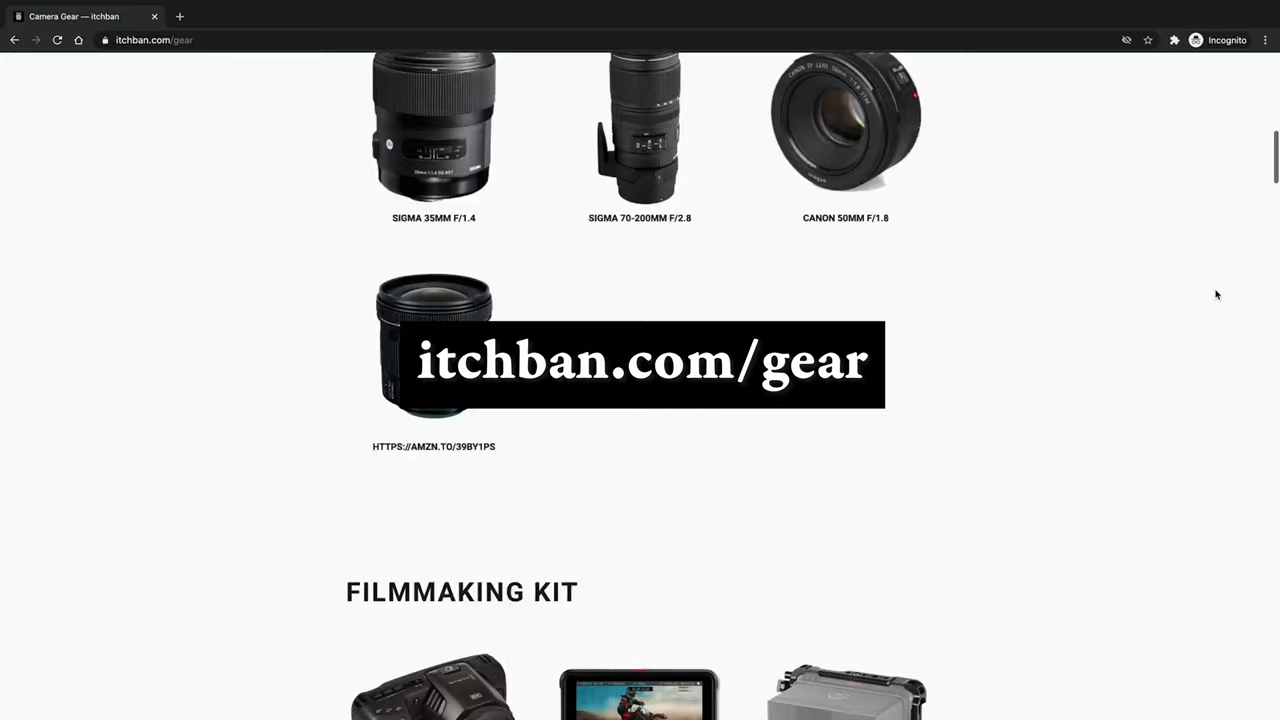 Camera Gear — itchban
itchban.com/gear
Incognito
SIGMA 35MM F/1.4
SIGMA 70-200MM F/2.8
CANON 50MM F/1.8
itchban.com/gear
HTTPS://AMZN.TO/39BY1PS
FILMMAKING KIT